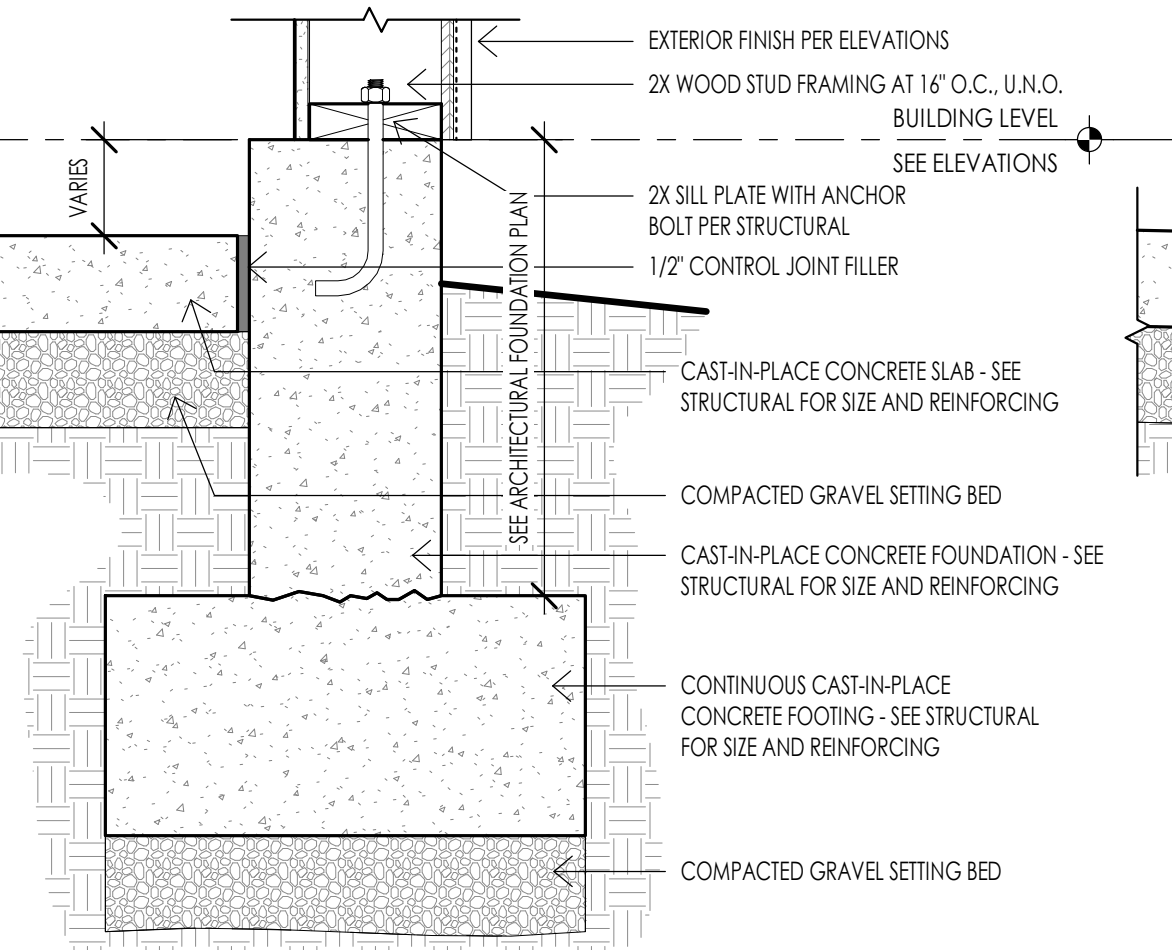 EXTERIOR FINISH PER ELEVATIONS
2X WOOD STUD FRAMING AT 16" O.C., U.N.O.
BUILDING LEVEL
SEE ELEVATIONS
VARIES
2X SILL PLATE WITH ANCHOR
BOLT PER STRUCTURAL
1/2" CONTROL JOINT FILLER
SEE ARCHITECTURAL FOUNDATION PLAN
CAST-IN-PLACE CONCRETE SLAB - SEE
STRUCTURAL FOR SIZE AND REINFORCING
COMPACTED GRAVEL SETTING BED
CAST-IN-PLACE CONCRETE FOUNDATION - SEE
STRUCTURAL FOR SIZE AND REINFORCING
CONTINUOUS CAST-IN-PLACE
CONCRETE FOOTING - SEE STRUCTURAL
FOR SIZE AND REINFORCING
COMPACTED GRAVEL SETTING BED